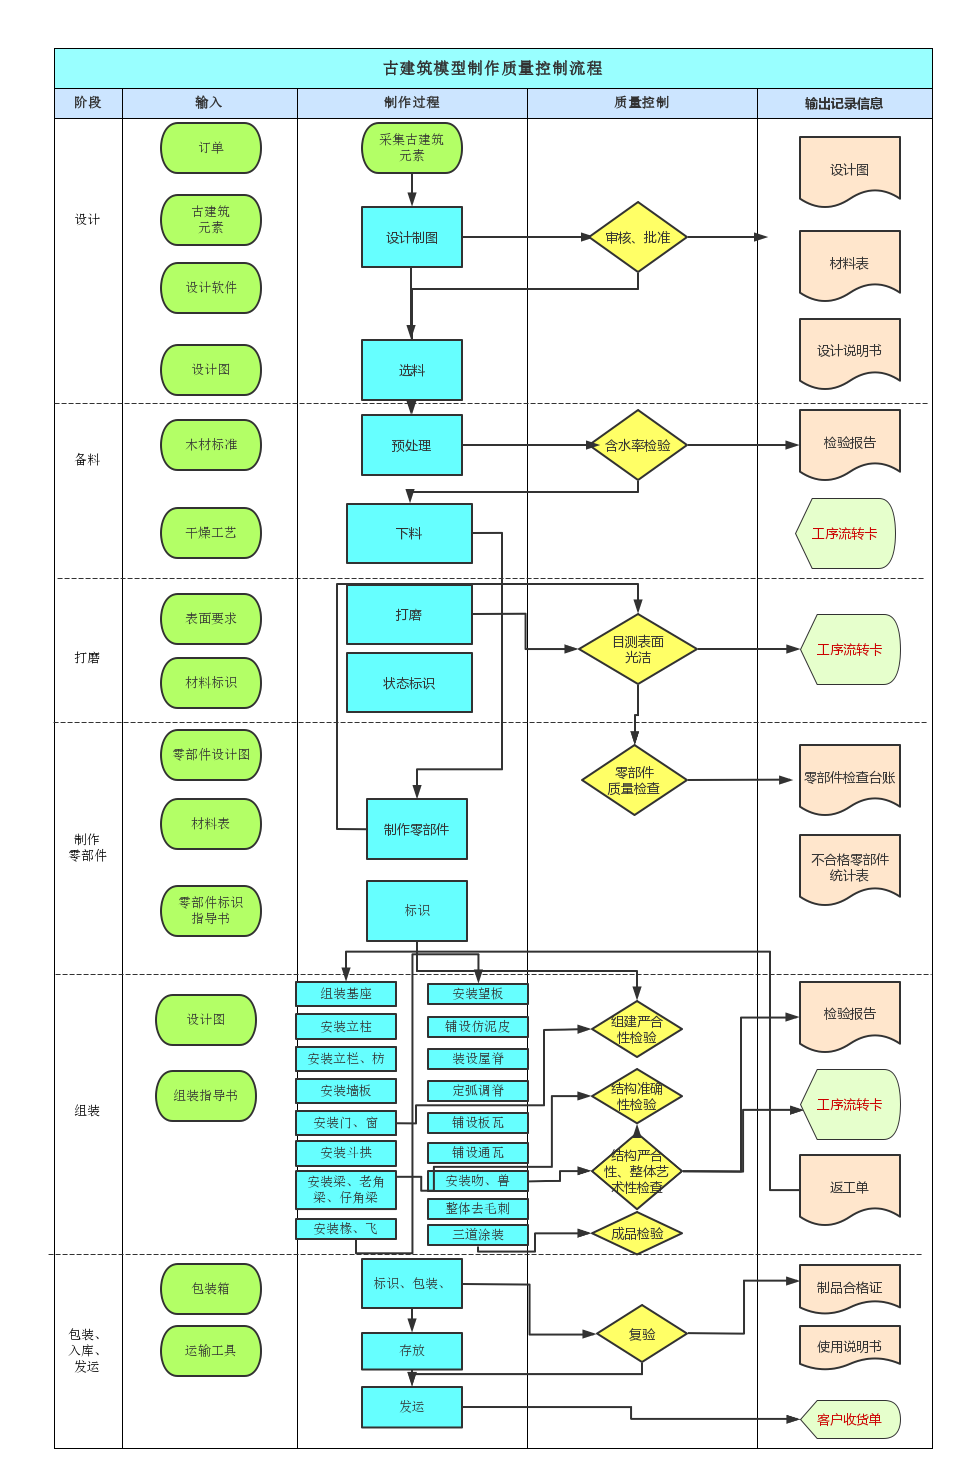 古建筑模型制作质量控制流程
阶段
输入
制作过程
质量控制
输出记录信息
设计
订单
古建筑
元素
设计软件
设计图
采集古建筑
元素
设计制图
选料
审核、批准
设计图
材料表
设计说明书
备料
木材标准
干燥工艺
预处理
下料
含水率检验
检验报告
工序流转卡
打磨
表面要求
材料标识
打磨
状态标识
目测表面
光洁
工序流转卡
制作
零部件
零部件设计图
材料表
零部件标识
指导书
制作零部件
标识
零部件
质量检查
零部件检查台账
不合格零部件
统计表
组装
设计图
组装指导书
组装基座
安装立柱
安装立栏、枋
安装墙板
安装门、窗
安装斗拱
安装梁、老角
梁、仔角梁
安装椽、飞
安装望板
铺设仿泥皮
装设屋脊
定弧调脊
铺设板瓦
铺设通瓦
安装吻、兽
整体去毛刺
三道涂装
组建严合
性检验
结构准确
性检验
结构严合
性、整体艺
术性检查
成品检验
检验报告
工序流转卡
返工单
包装、
入库、
发运
包装箱
运输工具
标识、包装、
存放
发运
复验
制品合格证
使用说明书
客户收货单